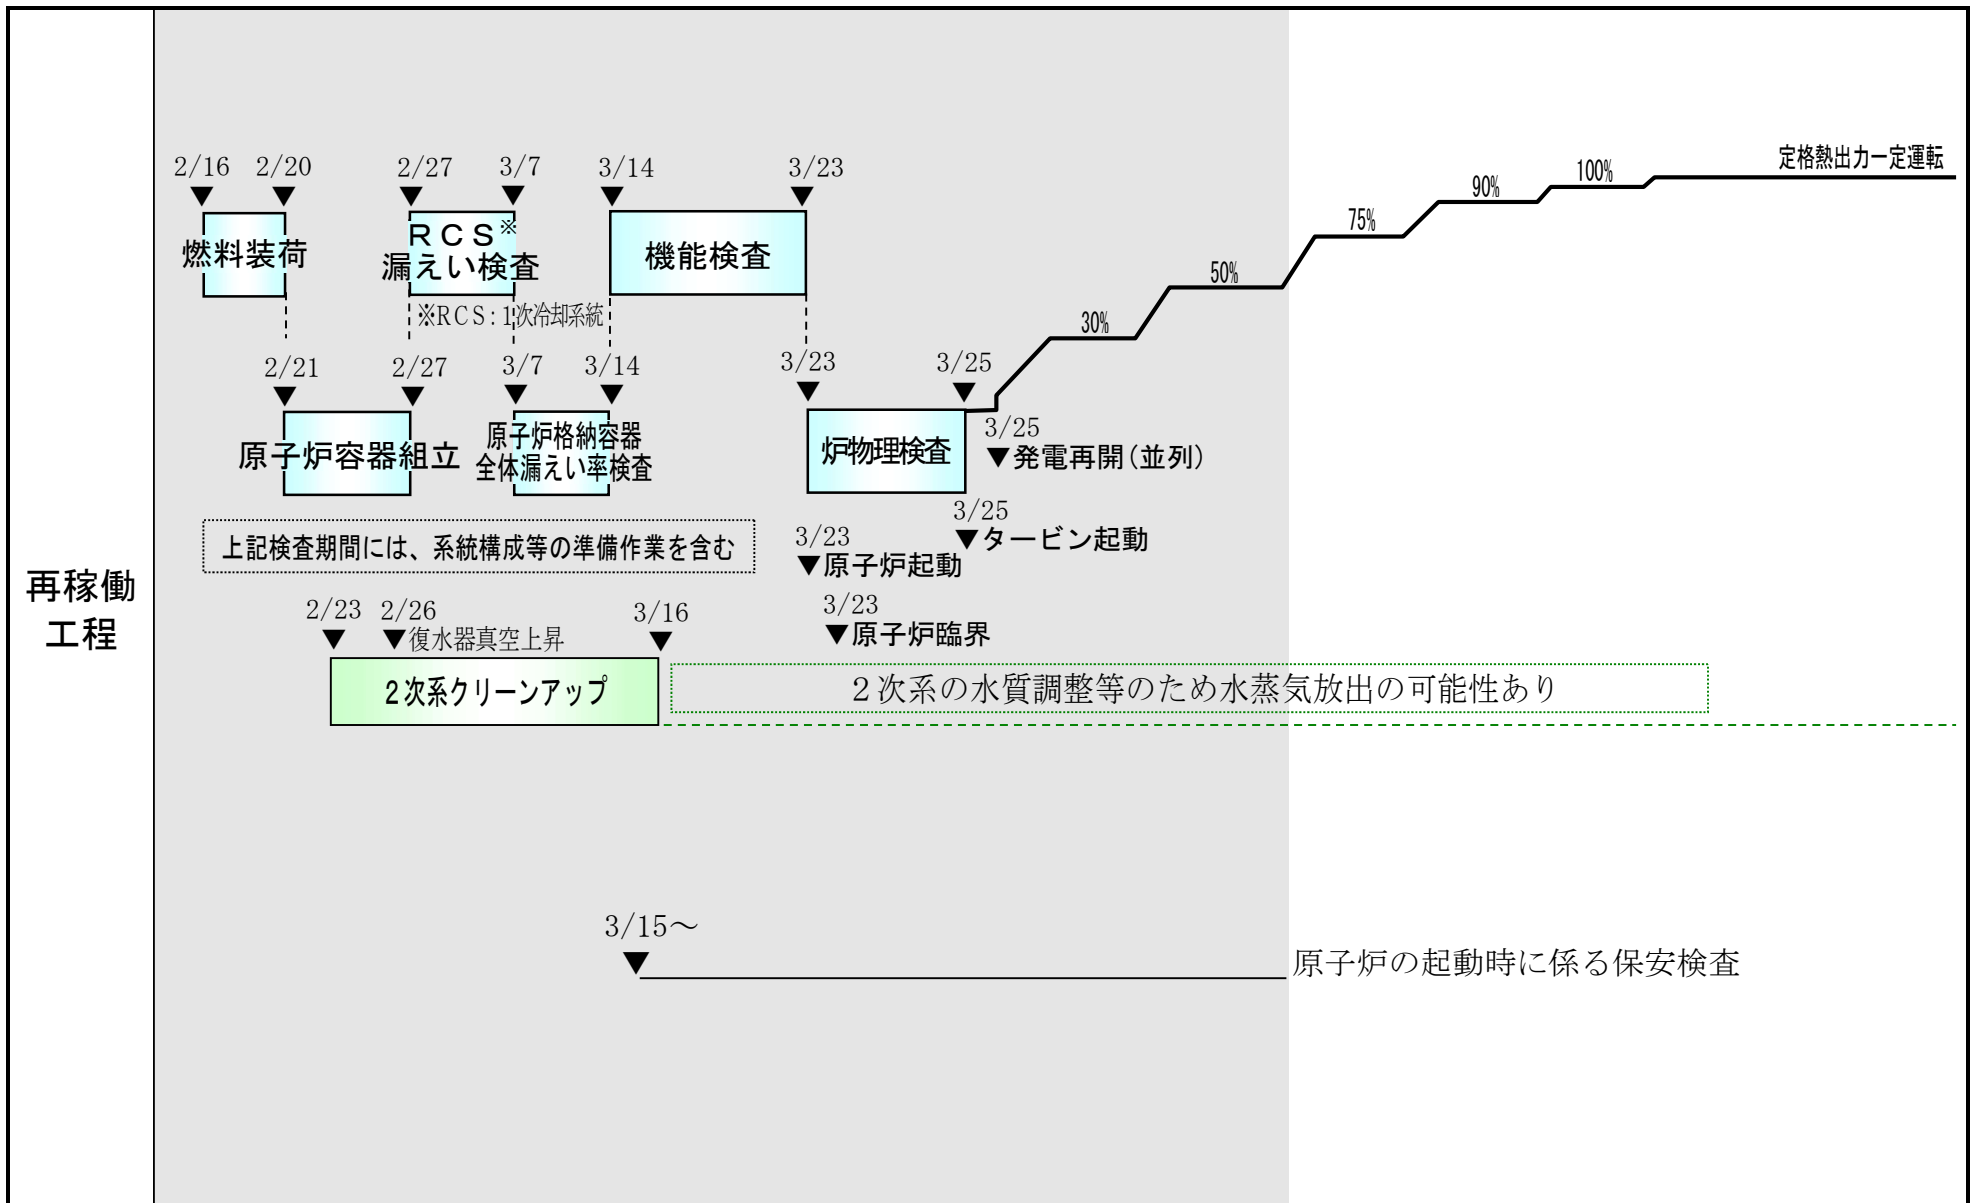 再稼働
工程
2/16 2/20 2/27 3/7 3/14 3/23
▼ ▼ ▼ ▼ ▼ ▼
燃料装荷
RCS※
漏えい検査
機能検査
※RCS:1次冷却系統
30%
50%
75%
90%
100%
定格熱出力一定運転
2/21 2/27 3/7 3/14 3/23 3/25
▼ ▼ ▼ ▼ ▼ ▼
原子炉容器組立
原子炉格納容器
全体漏えい率検査
炉物理検査
3/25
▼発電再開(並列)
3/25
▼タービン起動
上記検査期間には、系統構成等の準備作業を含む
3/23
▼原子炉起動
3/23
▼原子炉臨界
2/23 2/26 3/16
▼ ▼復水器真空上昇 ▼
2次系クリーンアップ
2次系の水質調整等のため水蒸気放出の可能性あり
3/15~
▼
原子炉の起動時に係る保安検査